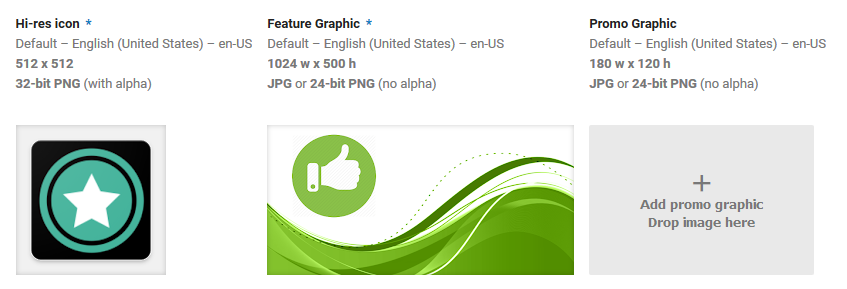 Hi-res icon *
Default – English (United States) – en-US
512 x 512
32-bit PNG (with alpha)
Feature Graphic *
Default – English (United States) – en-US
1024 w x 500 h
JPG or 24-bit PNG (no alpha)
Promo Graphic
Default – English (United States) – en-US
180 w x 120 h
JPG or 24-bit PNG (no alpha)
+
Add promo graphic
Drop image here